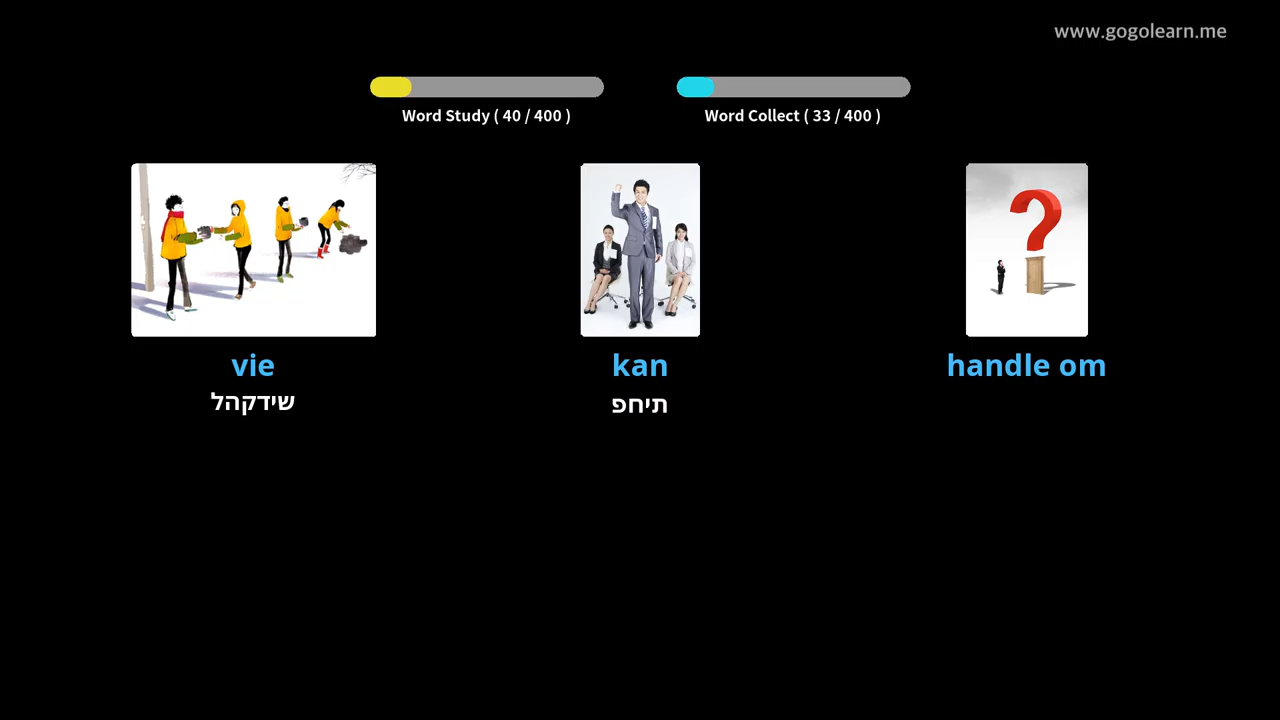 www.gogolearn.me
Word Study ( 40 / 400 )
Word Collect ( 33 / 400 )
vie
שידקהל
kan
תיחפ
handle om